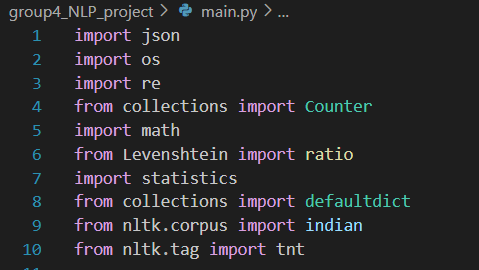 group4_NLP_project > main.py > ...
1 import json
2 import os
3 import re
4 from collections import Counter
5 import math
6 from Levenshtein import ratio
7 import statistics
8 from collections import defaultdict
9 from nltk.corpus import indian
10 from nltk.tag import tnt